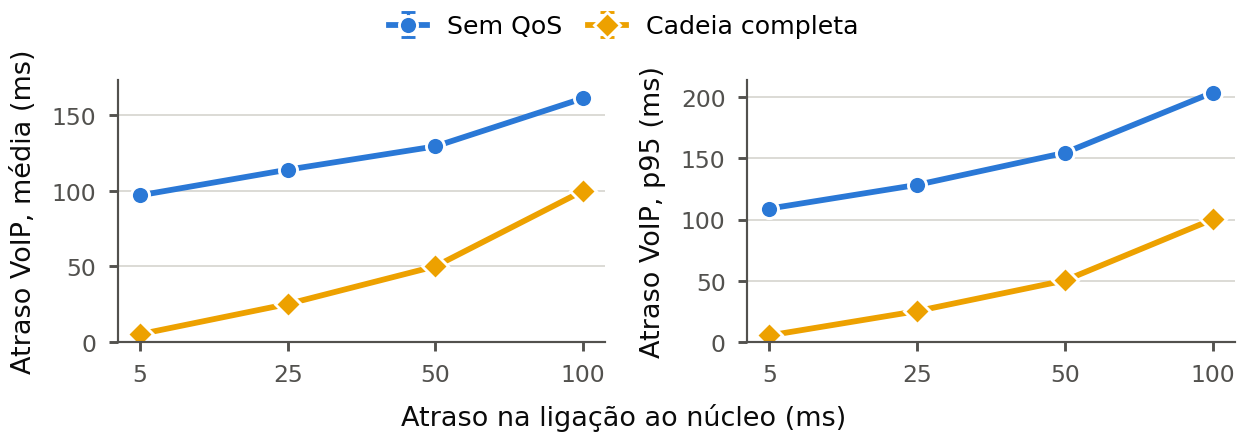 Sem QoS
Cadeia completa
Atraso VoIP, média (ms)
150
100
50
0
5 25 50 100
Atraso VoIP, p95 (ms)
200
150
100
50
0
5 25 50 100
Atraso na ligação ao núcleo (ms)